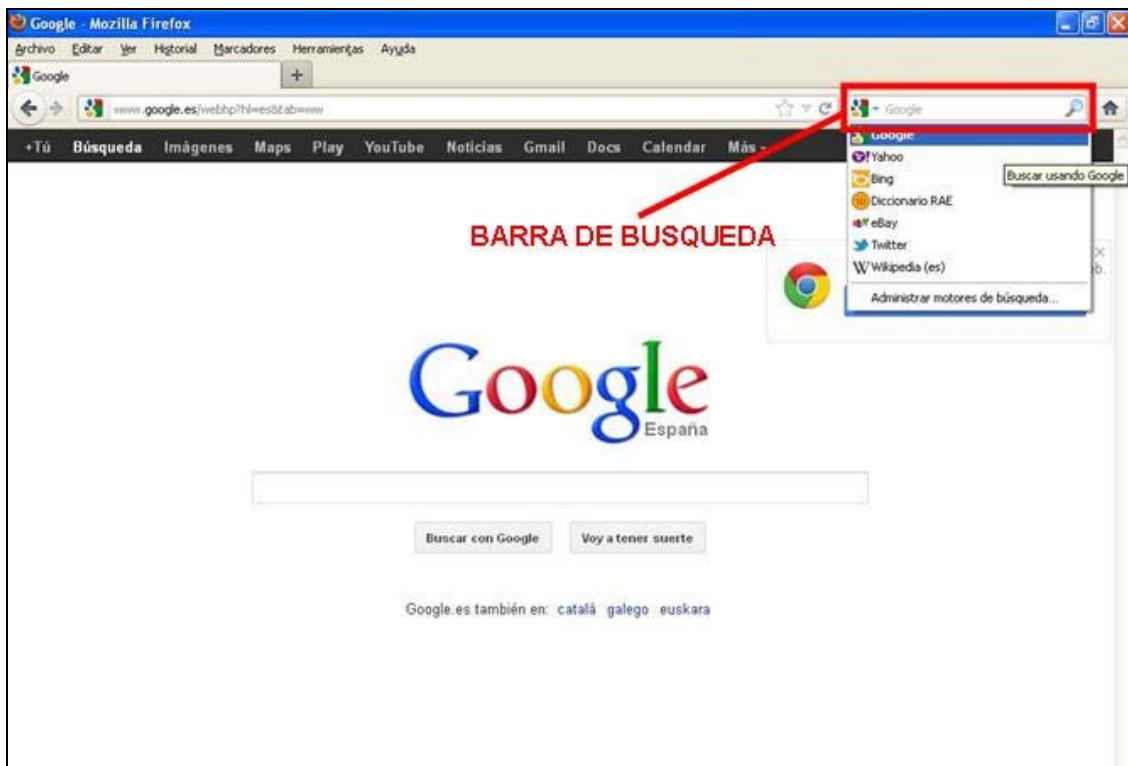 Google - Mozilla Firefox
Archivo Editar Ver Historial Marcadores Herramientas Ayuda
Google
www.google.es/webhp?hl=es&tab=ww
Google
+Tú Búsqueda Imágenes Maps Play YouTube Noticias Gmail Docs Calendar Más
Google
Yahoo
Buscar usando Google
Bing
Diccionario RAE
eBay
BARRA DE BUSQUEDA
Twitter
Wikipedia (es)
b.
Administrar motores de búsqueda...
Google
España
Buscar con Google Voy a tener suerte
Google.es también en: català galego euskara